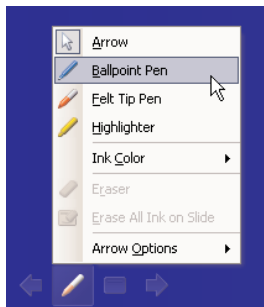 Arrow
Ballpoint Pen
Felt Tip Pen
Highlighter
Ink Color
Eraser
Erase All Ink on Slide
Arrow Options